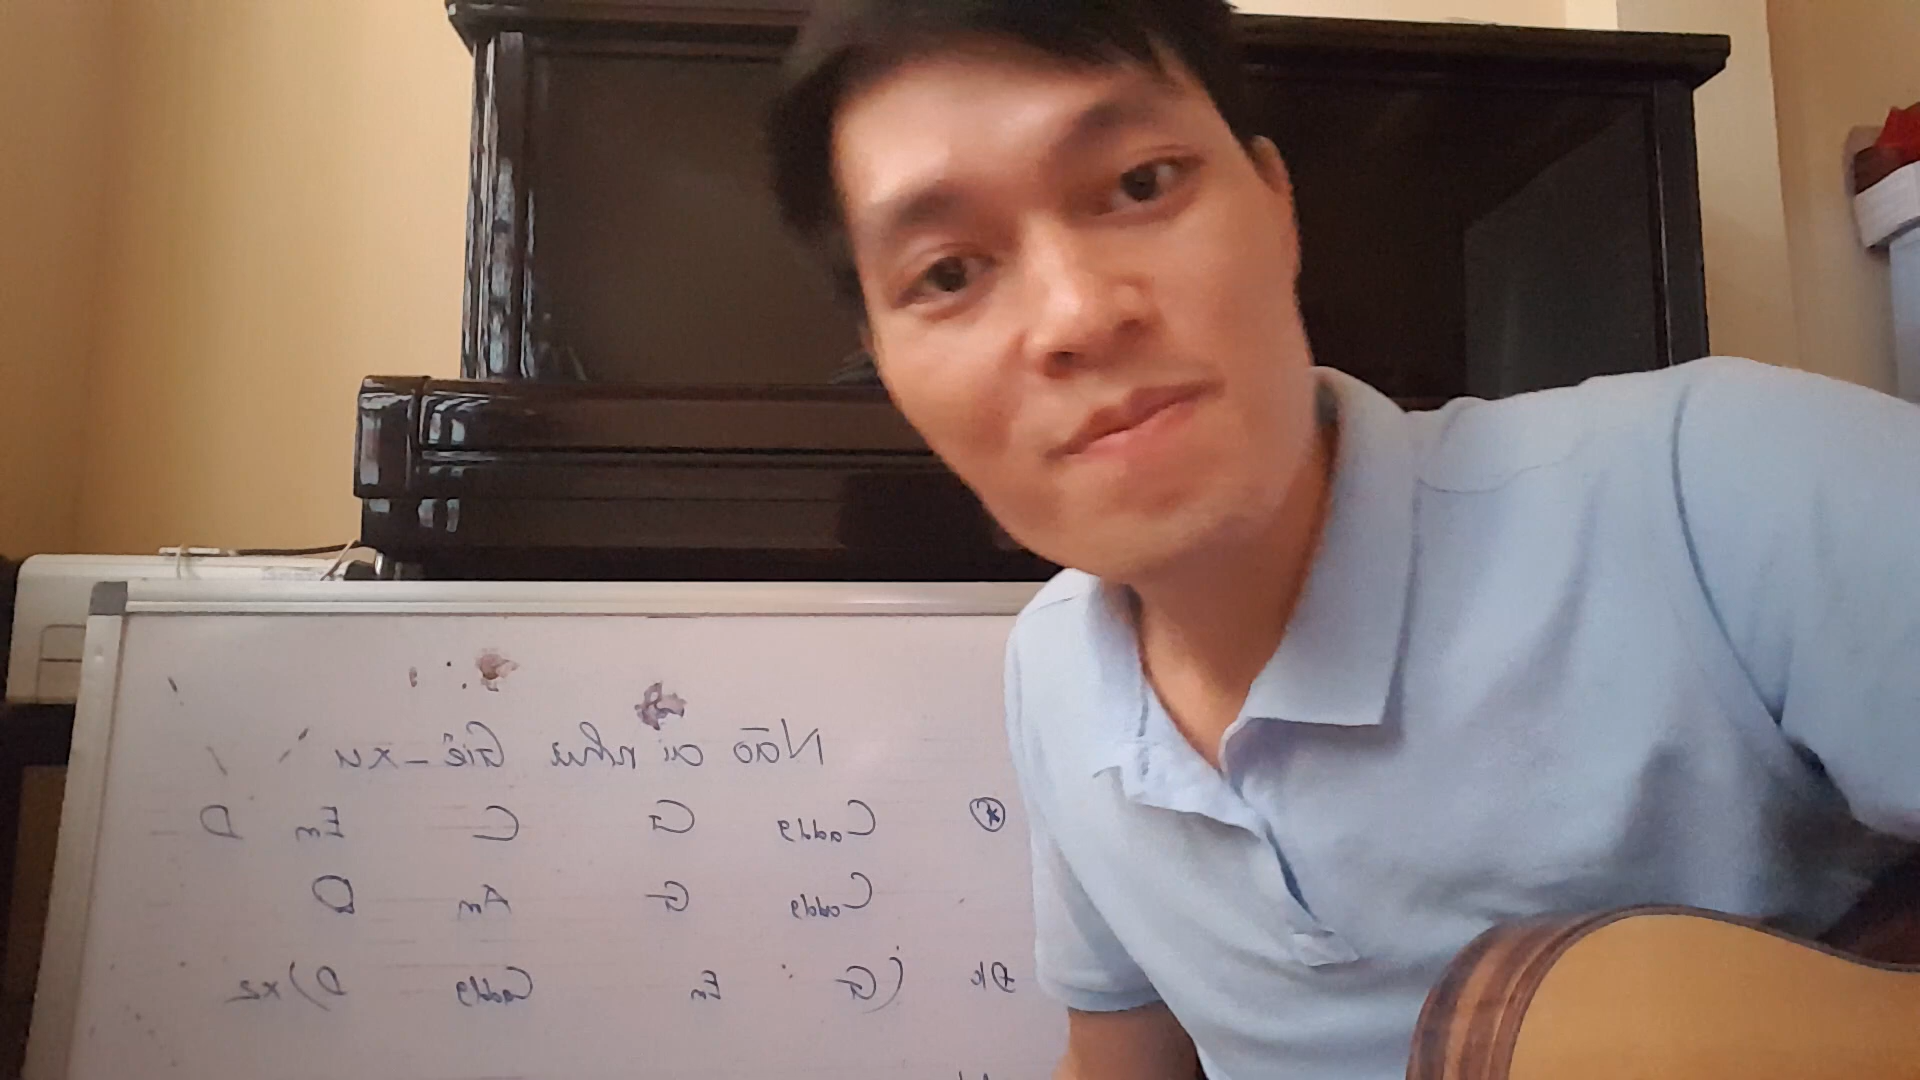 Nào ai như Giê-xu
* Cadd9 G C Em D
Cadd9 G Am D
ĐK (G Em Cadd9 D) x2